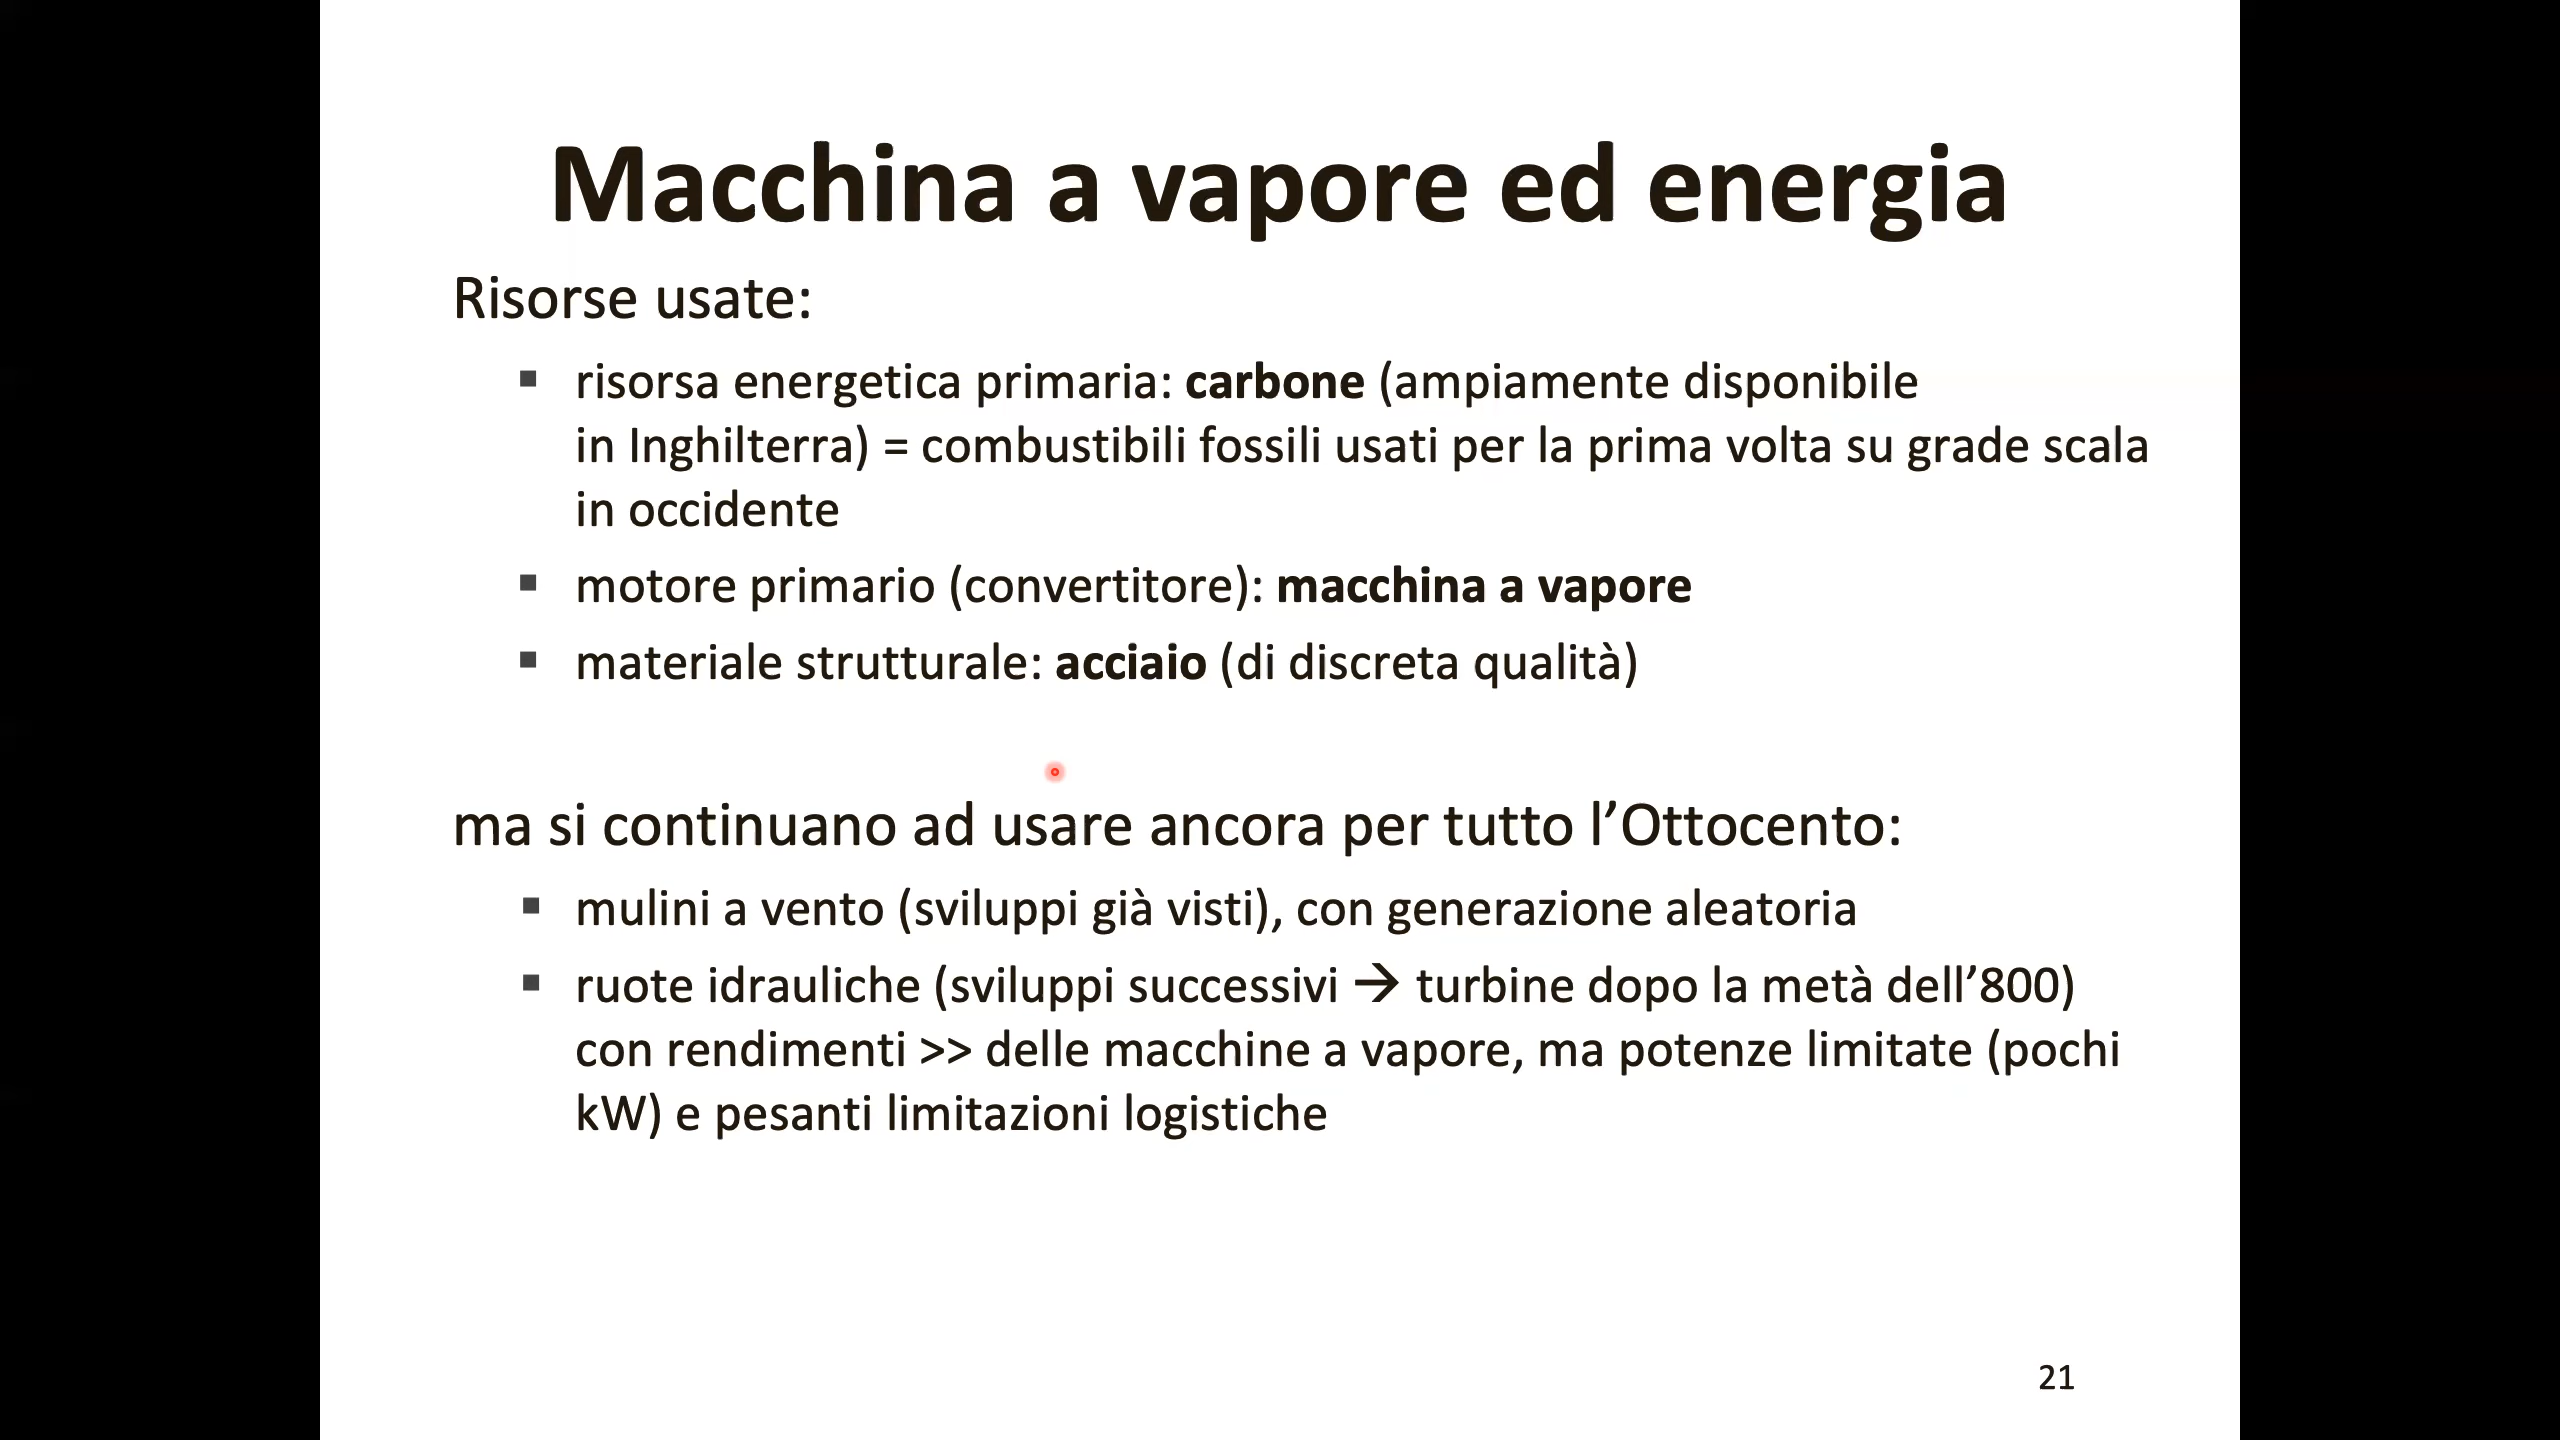 Macchina a vapore ed energia
Risorse usate:
▪ risorsa energetica primaria: carbone (ampiamente disponibile
in Inghilterra) = combustibili fossili usati per la prima volta su grade scala
in occidente
▪ motore primario (convertitore): macchina a vapore
▪ materiale strutturale: acciaio (di discreta qualità)
ma si continuano ad usare ancora per tutto l’Ottocento:
▪ mulini a vento (sviluppi già visti), con generazione aleatoria
▪ ruote idrauliche (sviluppi successivi → turbine dopo la metà dell’800)
con rendimenti >> delle macchine a vapore, ma potenze limitate (pochi
kW) e pesanti limitazioni logistiche
21